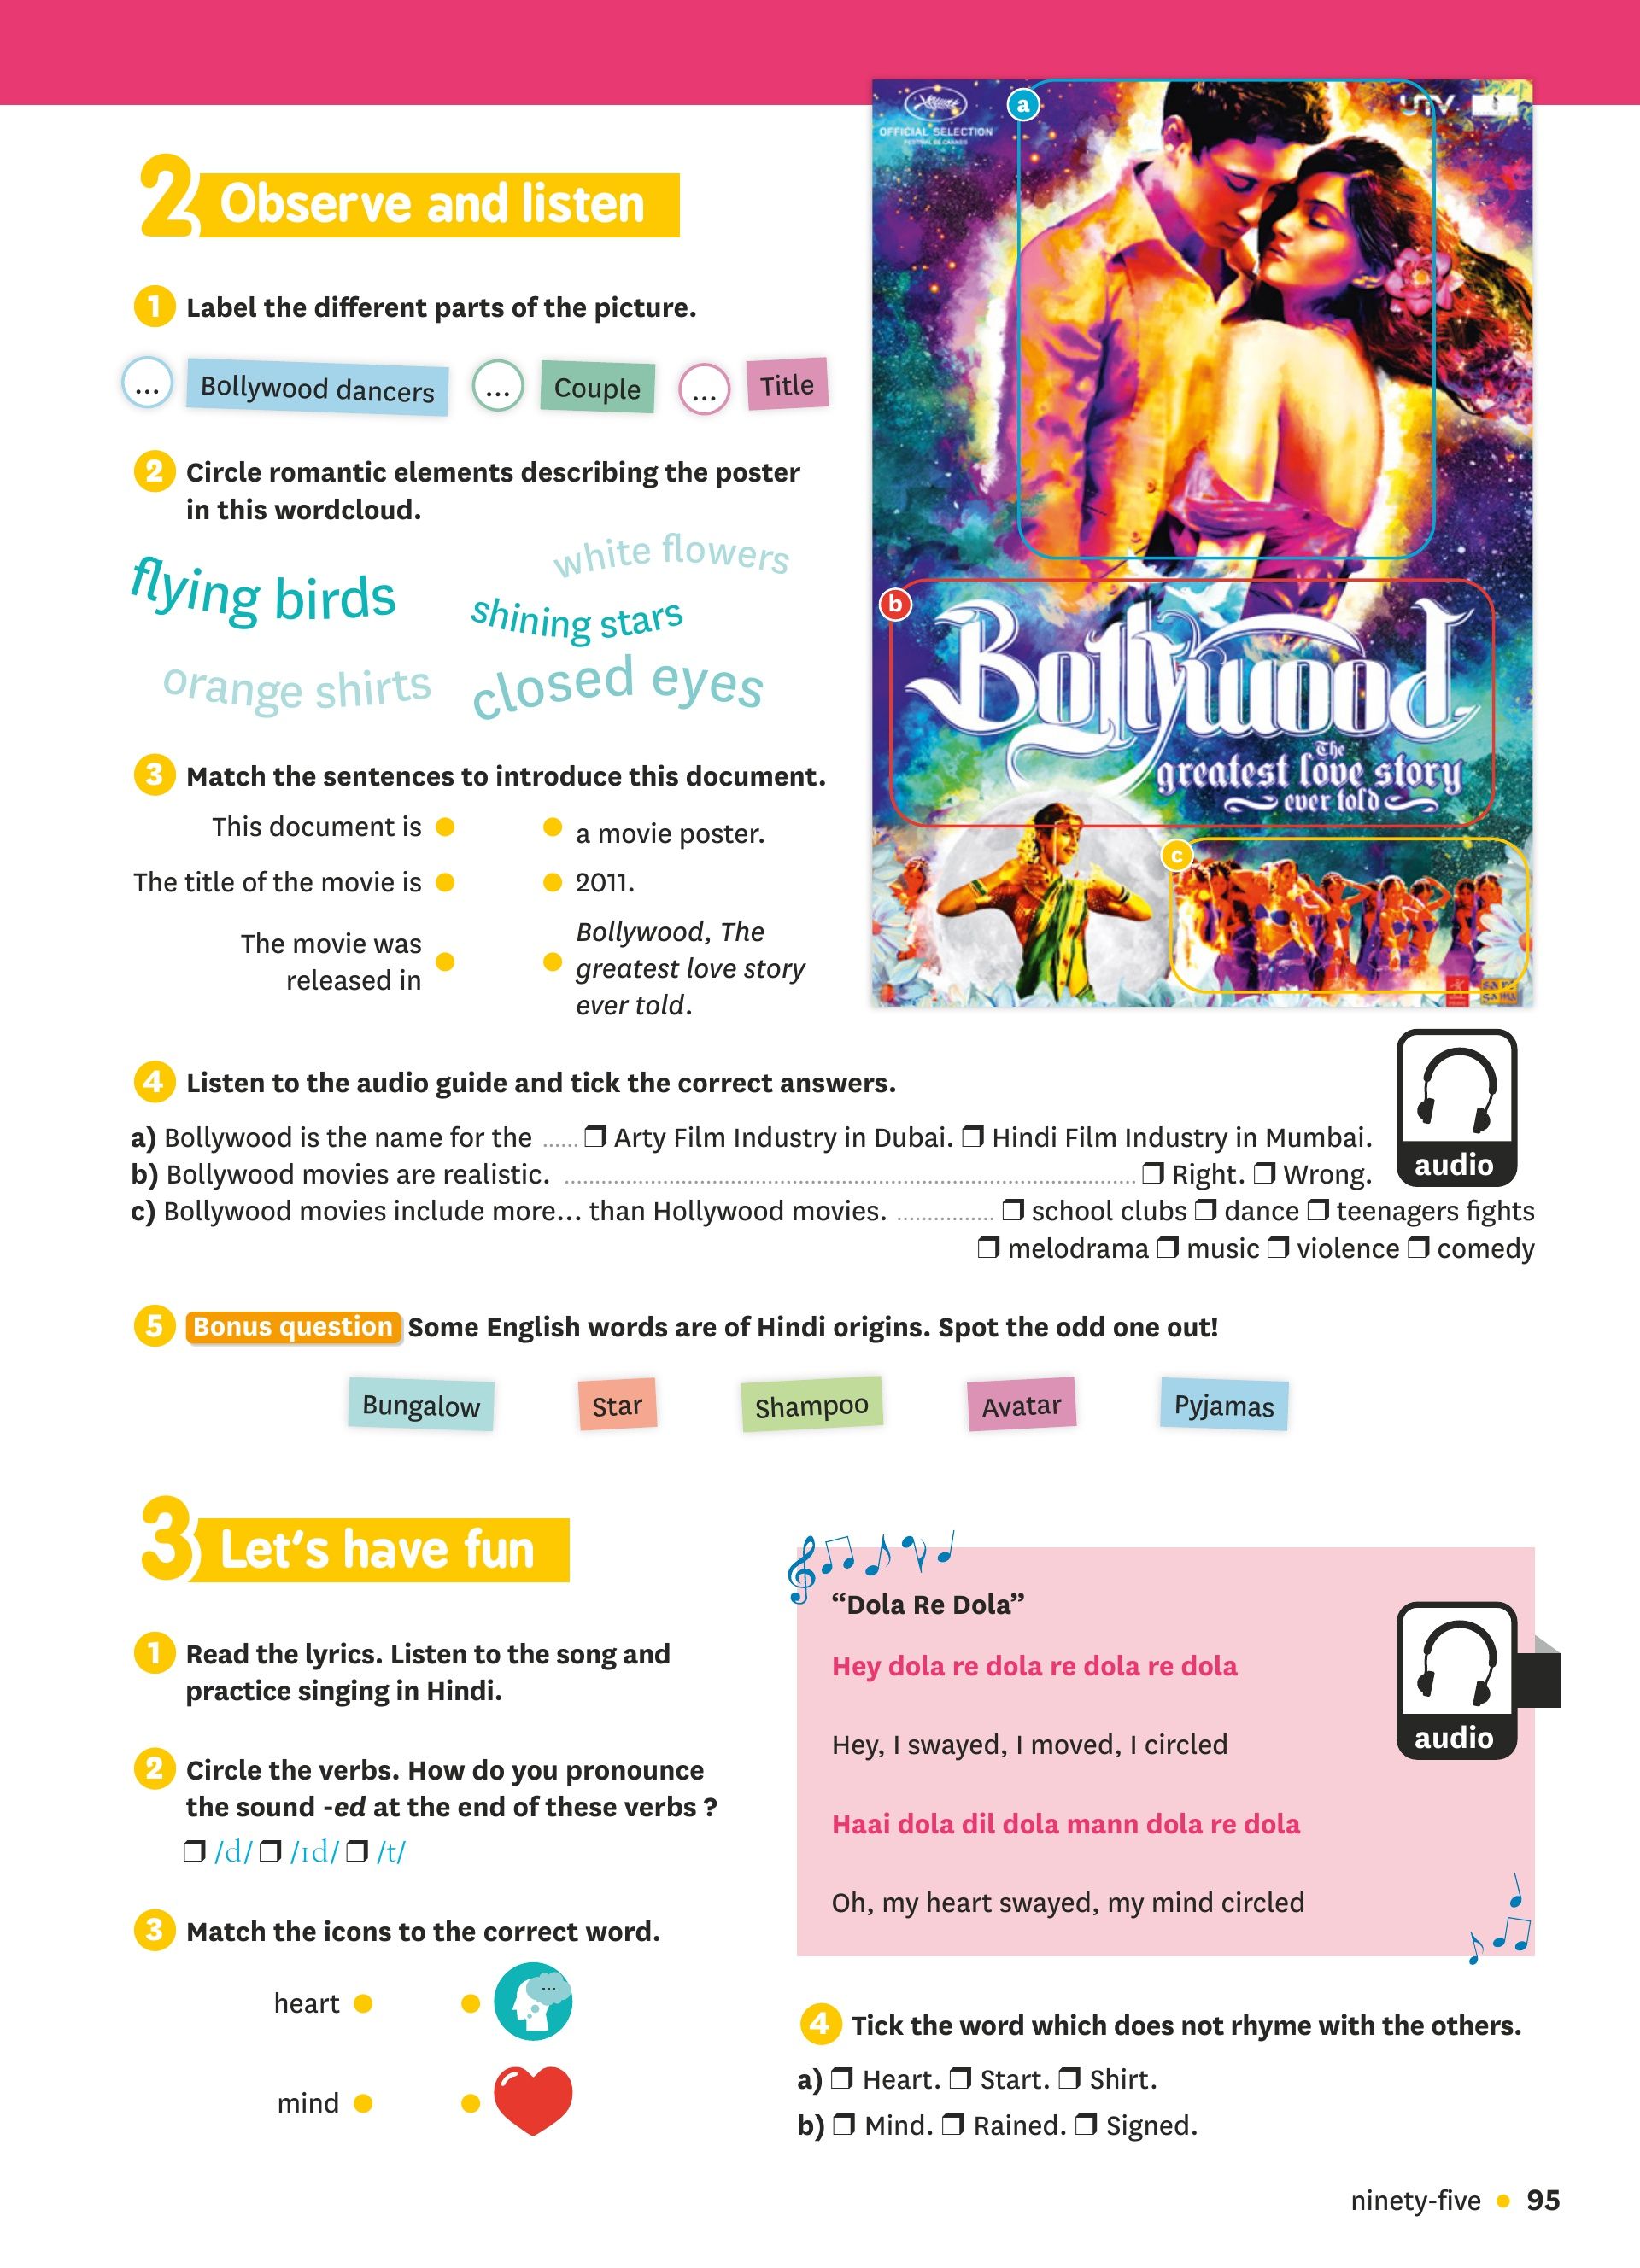 2 Observe and listen
1 Label the different parts of the picture.
... Bollywood dancers ... Couple ... Title
2 Circle romantic elements describing the poster
in this wordcloud.
flying birds
white flowers
shining stars
orange shirts
closed eyes
3 Match the sentences to introduce this document.
This document is
The title of the movie is
The movie was
released in
a movie poster.
2011.
Bollywood, The
greatest love story
ever told.
OFFICIAL SELECTION
FESTIVAL DE CANNES
UTV
a
b
Bollywood
The
greatest love story
ever told
c
4 Listen to the audio guide and tick the correct answers.
audio
a) Bollywood is the name for the ...... ❒ Arty Film Industry in Dubai. ❒ Hindi Film Industry in Mumbai.
b) Bollywood movies are realistic. ................ ❒ Right. ❒ Wrong.
c) Bollywood movies include more... than Hollywood movies. ................ ❒ school clubs ❒ dance ❒ teenagers fights
❒ melodrama ❒ music ❒ violence ❒ comedy
5 Bonus question Some English words are of Hindi origins. Spot the odd one out!
Bungalow Star Shampoo Avatar Pyjamas
3 Let's have fun
1 Read the lyrics. Listen to the song and
practice singing in Hindi.
2 Circle the verbs. How do you pronounce
the sound -ed at the end of these verbs ?
❒ /d/ ❒ /ɪd/ ❒ /t/
3 Match the icons to the correct word.
heart
...
mind
“Dola Re Dola”
Hey dola re dola re dola re dola
Hey, I swayed, I moved, I circled
Haai dola dil dola mann dola re dola
Oh, my heart swayed, my mind circled
audio
4 Tick the word which does not rhyme with the others.
a) ❒ Heart. ❒ Start. ❒ Shirt.
b) ❒ Mind. ❒ Rained. ❒ Signed.
ninety-five • 95